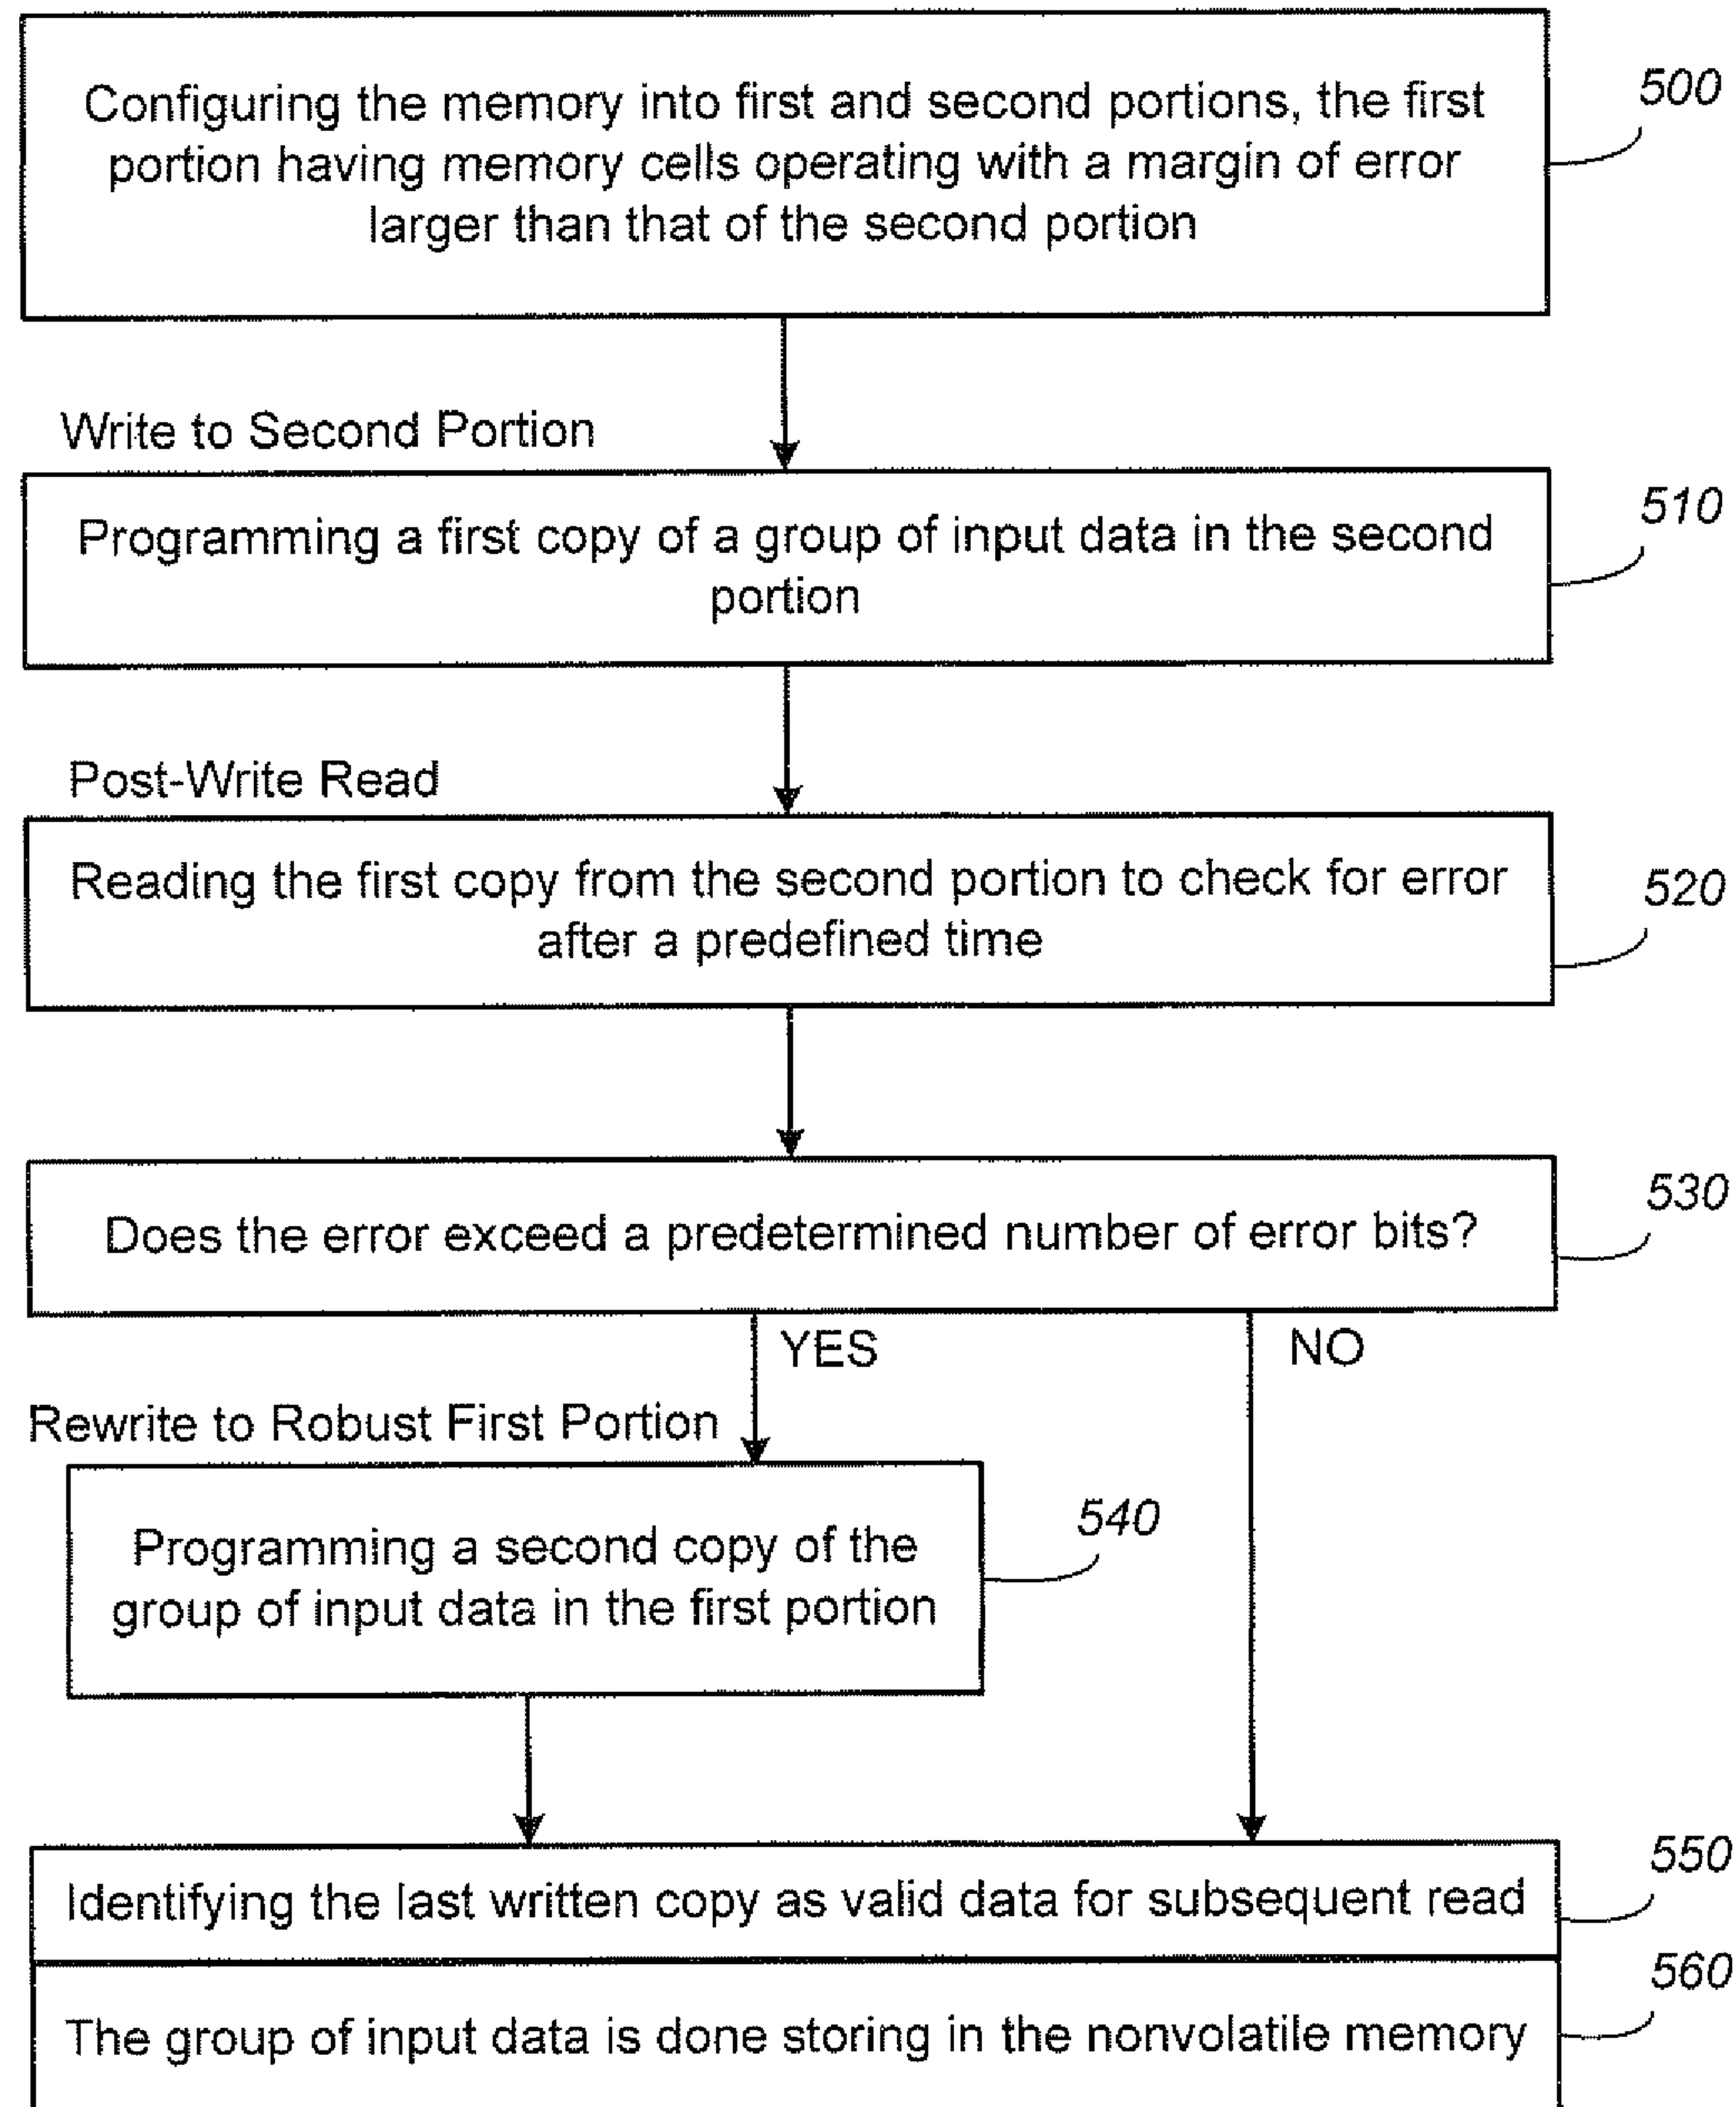 Configuring the memory into first and second portions, the first
portion having memory cells operating with a margin of error
larger than that of the second portion
500
Write to Second Portion
Programming a first copy of a group of input data in the second
portion
510
Post-Write Read
Reading the first copy from the second portion to check for error
after a predefined time
520
Does the error exceed a predetermined number of error bits?
530
YES
NO
Rewrite to Robust First Portion
Programming a second copy of the
group of input data in the first portion
540
Identifying the last written copy as valid data for subsequent read
550
The group of input data is done storing in the nonvolatile memory
560